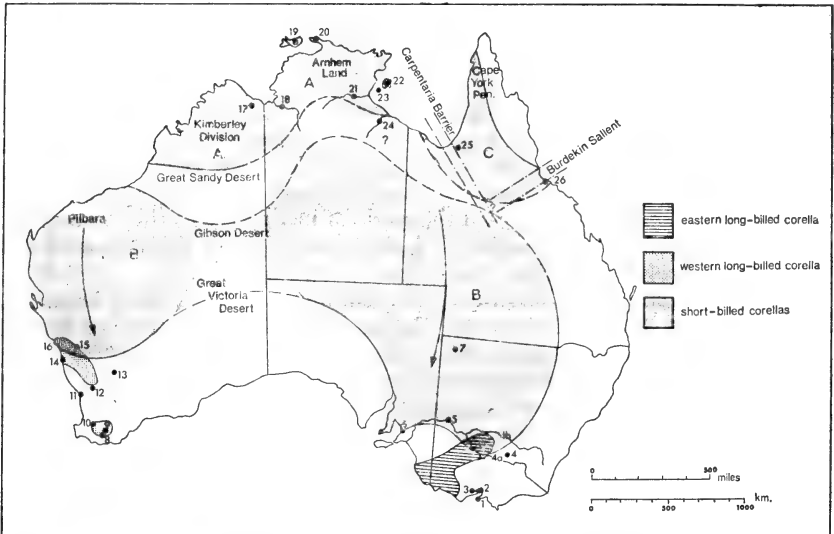 19
20
Arnhem
Land
A
22
23
21
Carpentaria Barrier
Cape
York
Pen.
17
18
24
?
Kimberley
Division
A
25
C
Burdekin Salient
26
Great Sandy Desert
Pilbara
Gibson Desert
B
Great
Victoria
Desert
B
eastern long-billed corella
western long-billed corella
short-billed corellas
16
15
14
13
12
11
10
7
5
4a
4
3
2
1
0
500
miles
0
500
1000
km.